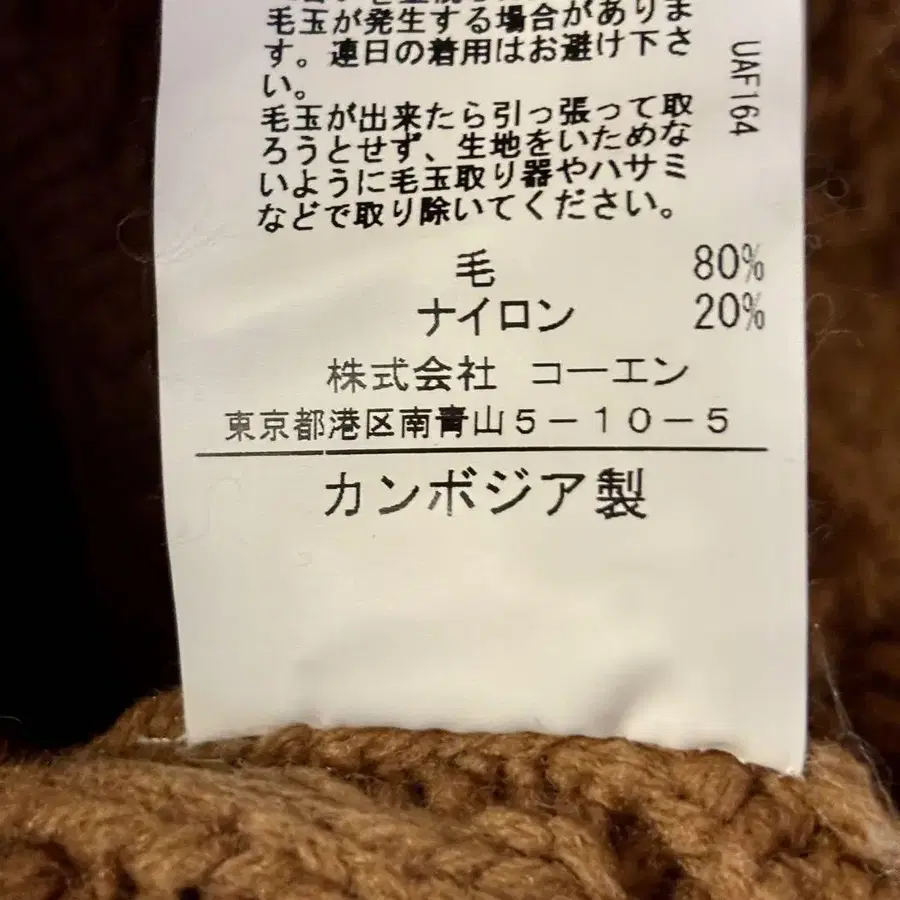 毛玉が発生する場合がありま
す。連日の着用はお避け下さ
い。
毛玉が出来たら引っ張って取
ろうとせず、生地をいためな
いように毛玉取り器やハサミ
などで取り除いてください。
毛 80%
ナイロン 20%
株式会社 コーエン
東京都港区南青山5-10-5
カンボジア製
UAF164